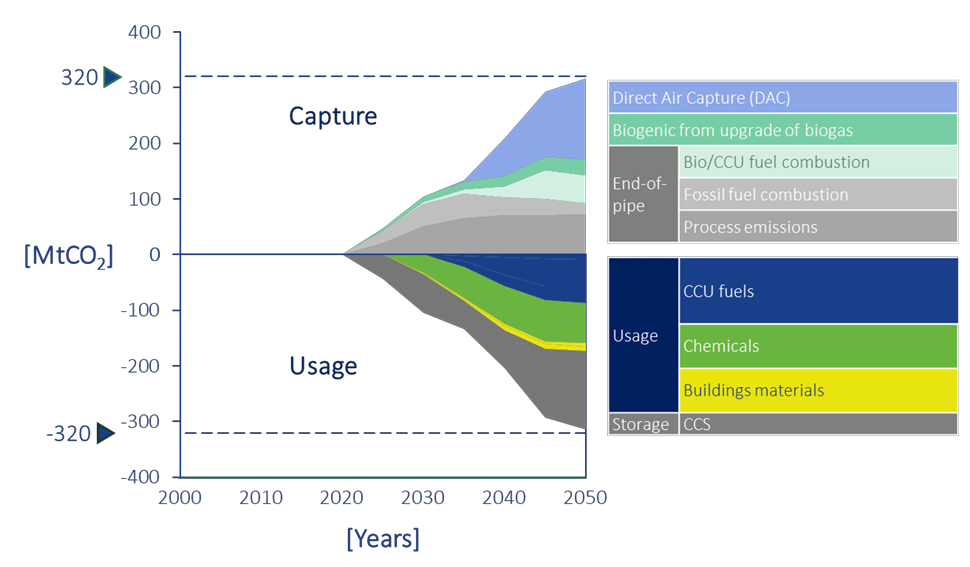 400
320
300
Capture
200
100
0
[MtCO₂]
-100
-200
Usage
-300
-320
-400
2000 2010 2020 2030 2040 2050
[Years]
Direct Air Capture (DAC)
Biogenic from upgrade of biogas
End-of-
pipe
Bio/CCU fuel combustion
Fossil fuel combustion
Process emissions
Usage
CCU fuels
Chemicals
Buildings materials
Storage CCS